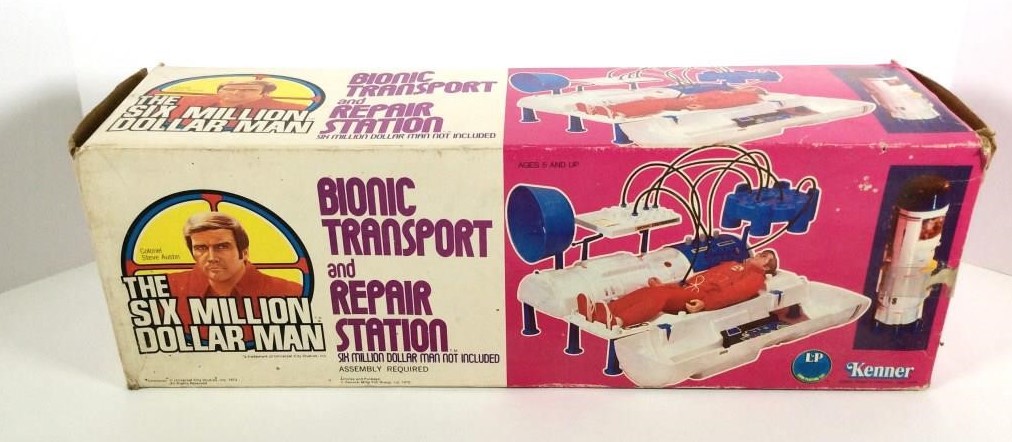 THE
SIX MILLION
DOLLAR MAN
BIONIC
TRANSPORT
and
REPAIR
STATION
SIX MILLION DOLLAR MAN NOT INCLUDED
Colonel
Steve Austin
THE
SIX MILLION
DOLLAR MAN
BIONIC
TRANSPORT
and
REPAIR
STATION
SIX MILLION DOLLAR MAN NOT INCLUDED
ASSEMBLY REQUIRED
AGES 5 AND UP
Kenner